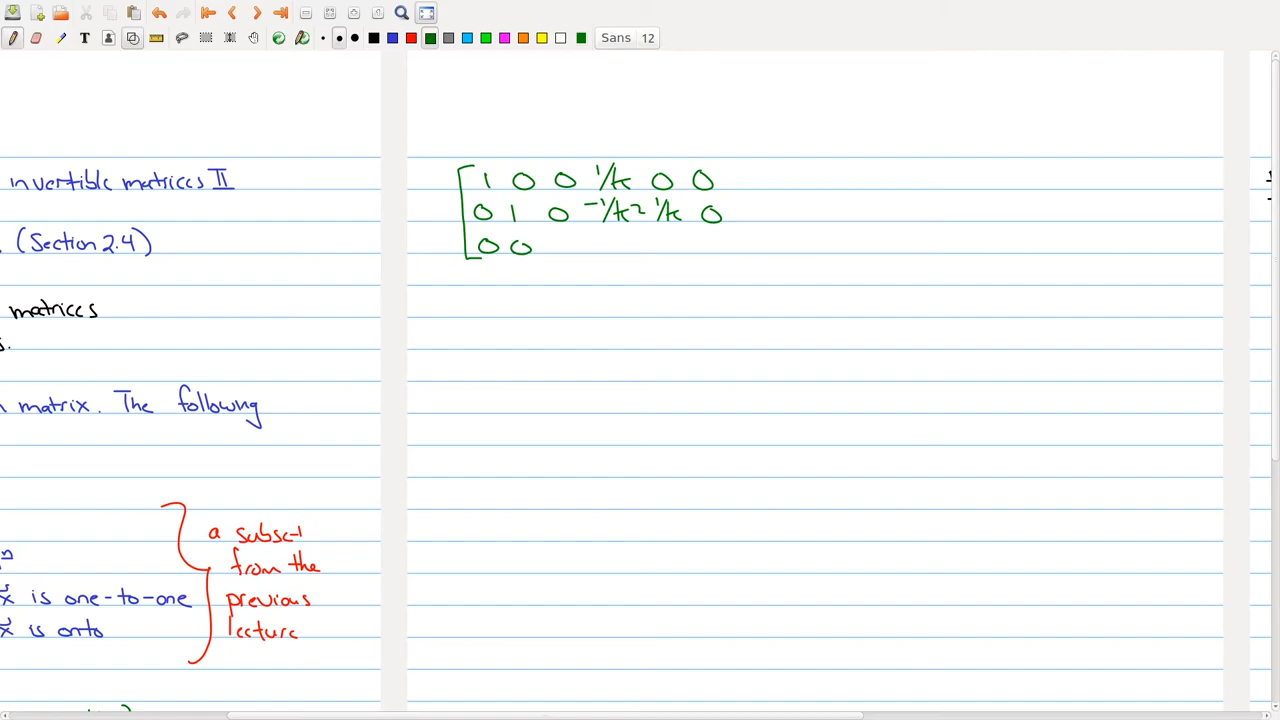 Sans 12
invertible matrices II
(Section 2.4)
matrices
s.
n matrix. The following
a subset
from the
x is one-to-one previous
x is onto lecture
[1 0 0 1/k 0 0
0 1 0 -1/k² 1/k 0
0 0